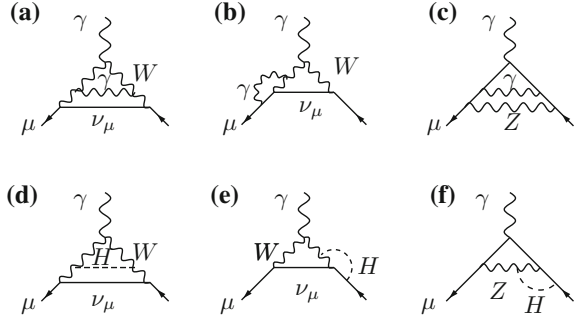 (a) γ γ W μ ν_μ
(b) γ W γ μ ν_μ
(c) γ γ Z μ
(d) γ H W μ ν_μ
(e) γ W H μ ν_μ
(f) γ Z H μ